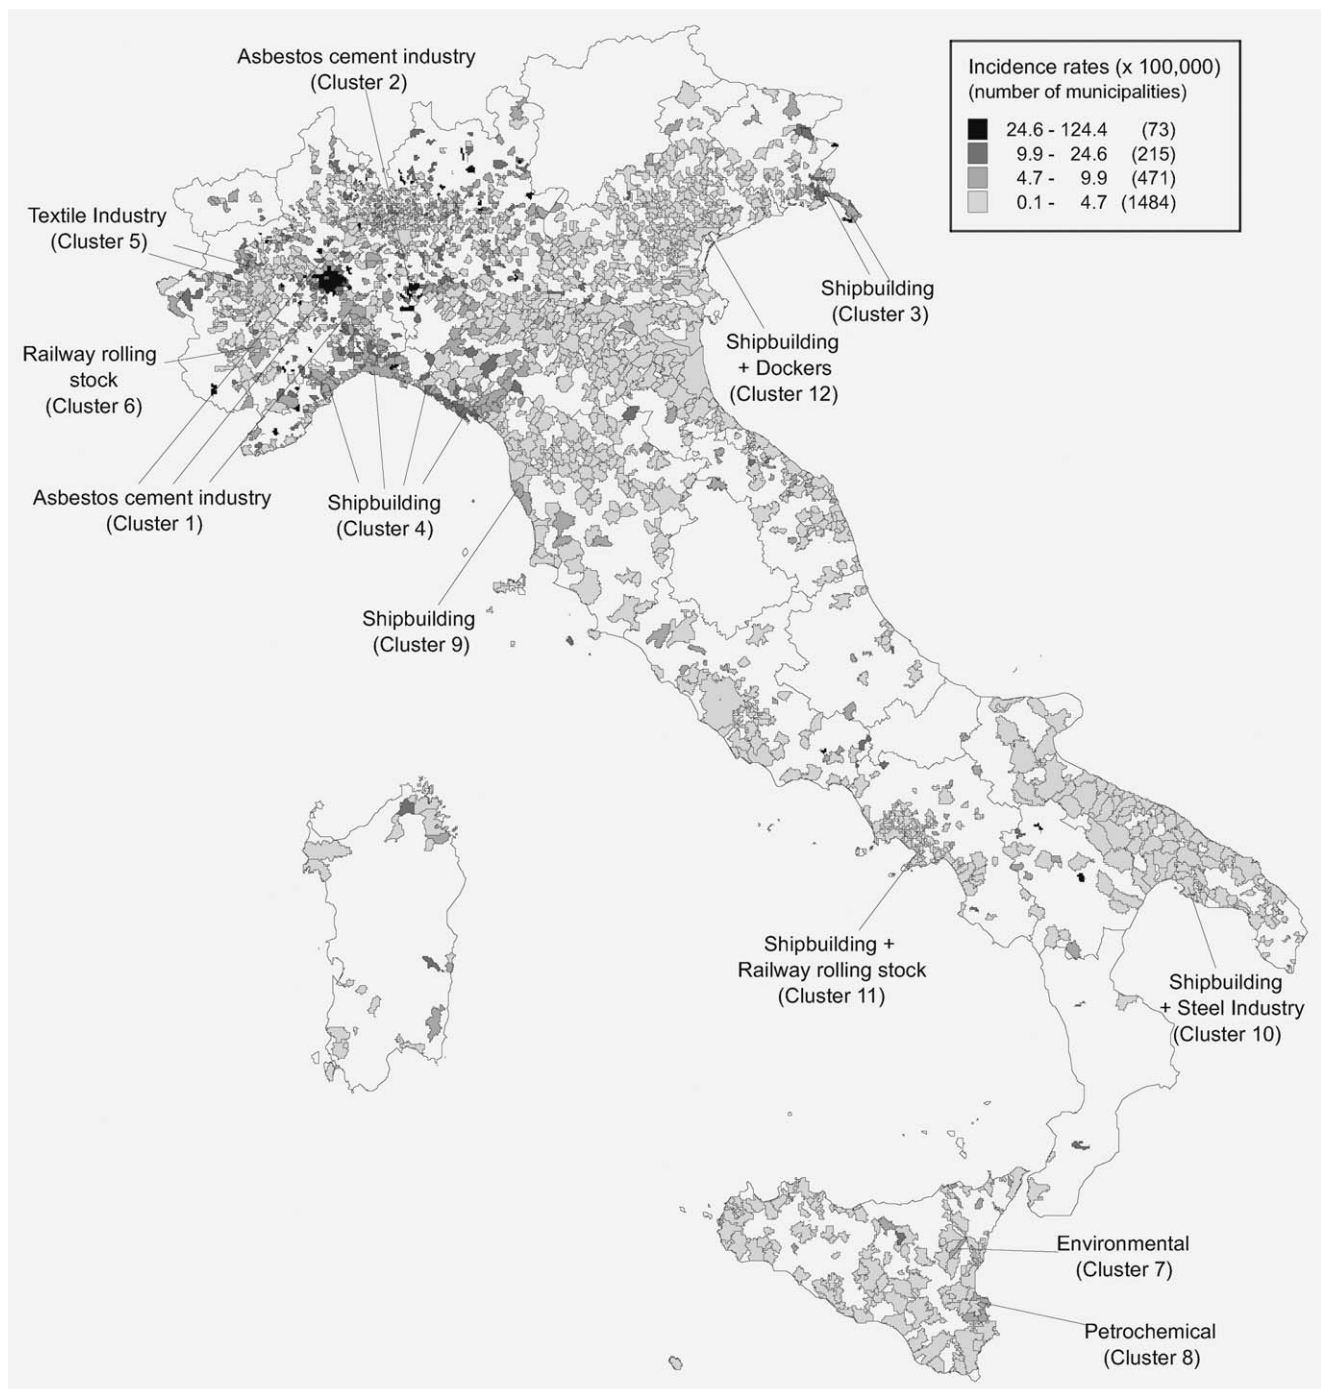 Asbestos cement industry
(Cluster 2)
Incidence rates (x 100,000)
(number of municipalities)
24.6 - 124.4 (73)
9.9 - 24.6 (215)
4.7 - 9.9 (471)
0.1 - 4.7 (1484)
Textile Industry
(Cluster 5)
Shipbuilding
(Cluster 3)
Shipbuilding
+ Dockers
(Cluster 12)
Railway rolling
stock
(Cluster 6)
Asbestos cement industry
(Cluster 1)
Shipbuilding
(Cluster 4)
Shipbuilding
(Cluster 9)
Shipbuilding +
Railway rolling stock
(Cluster 11)
Shipbuilding
+ Steel Industry
(Cluster 10)
Environmental
(Cluster 7)
Petrochemical
(Cluster 8)